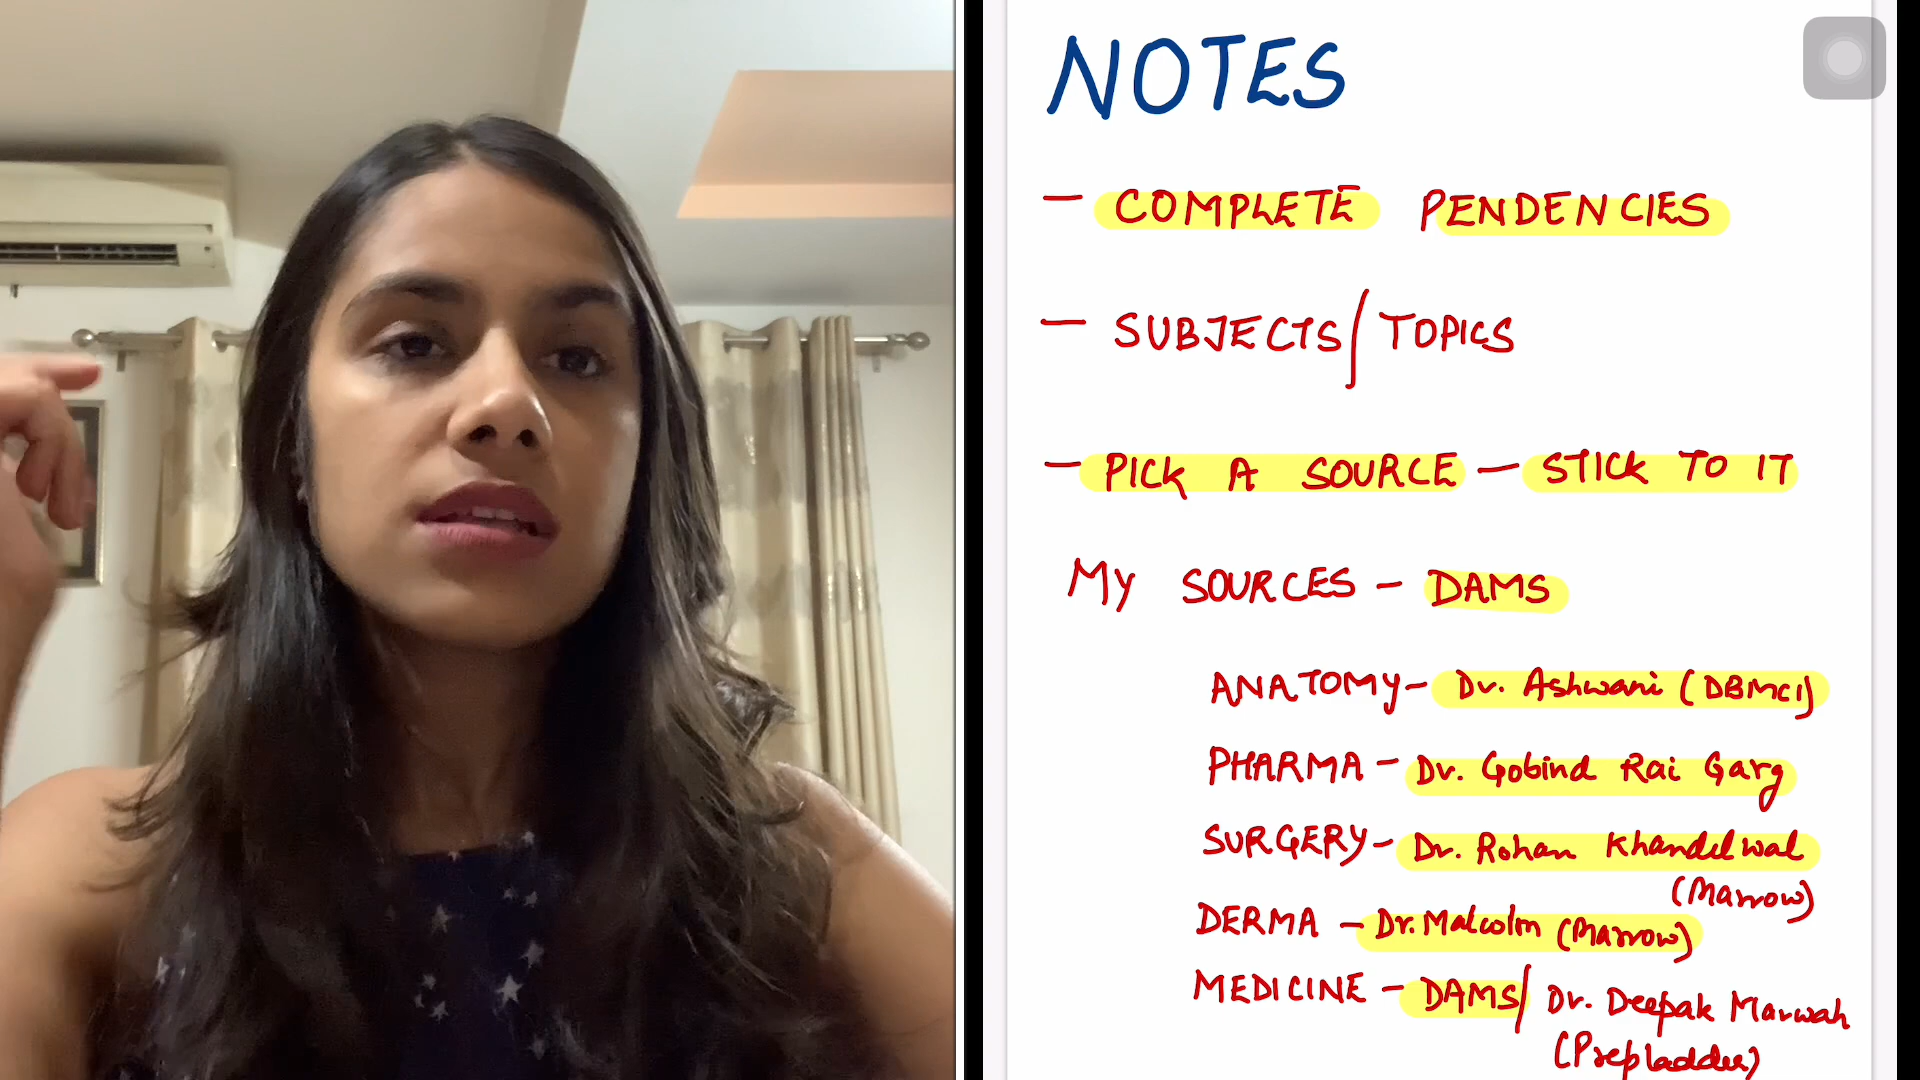 NOTES
- COMPLETE PENDENCIES
- SUBJECTS/TOPICS
- PICK A SOURCE - STICK TO IT
My SOURCES - DAMS
ANATOMY- Dr. Ashwani (DBMCI)
PHARMA - Dr. Gobind Rai Garg
SURGERY- Dr. Rohan Khandelwal
(Marrow)
DERMA - Dr. Malcolm (Marrow)
MEDICINE - DAMS/ Dr. Deepak Marwah
(Prepladder)